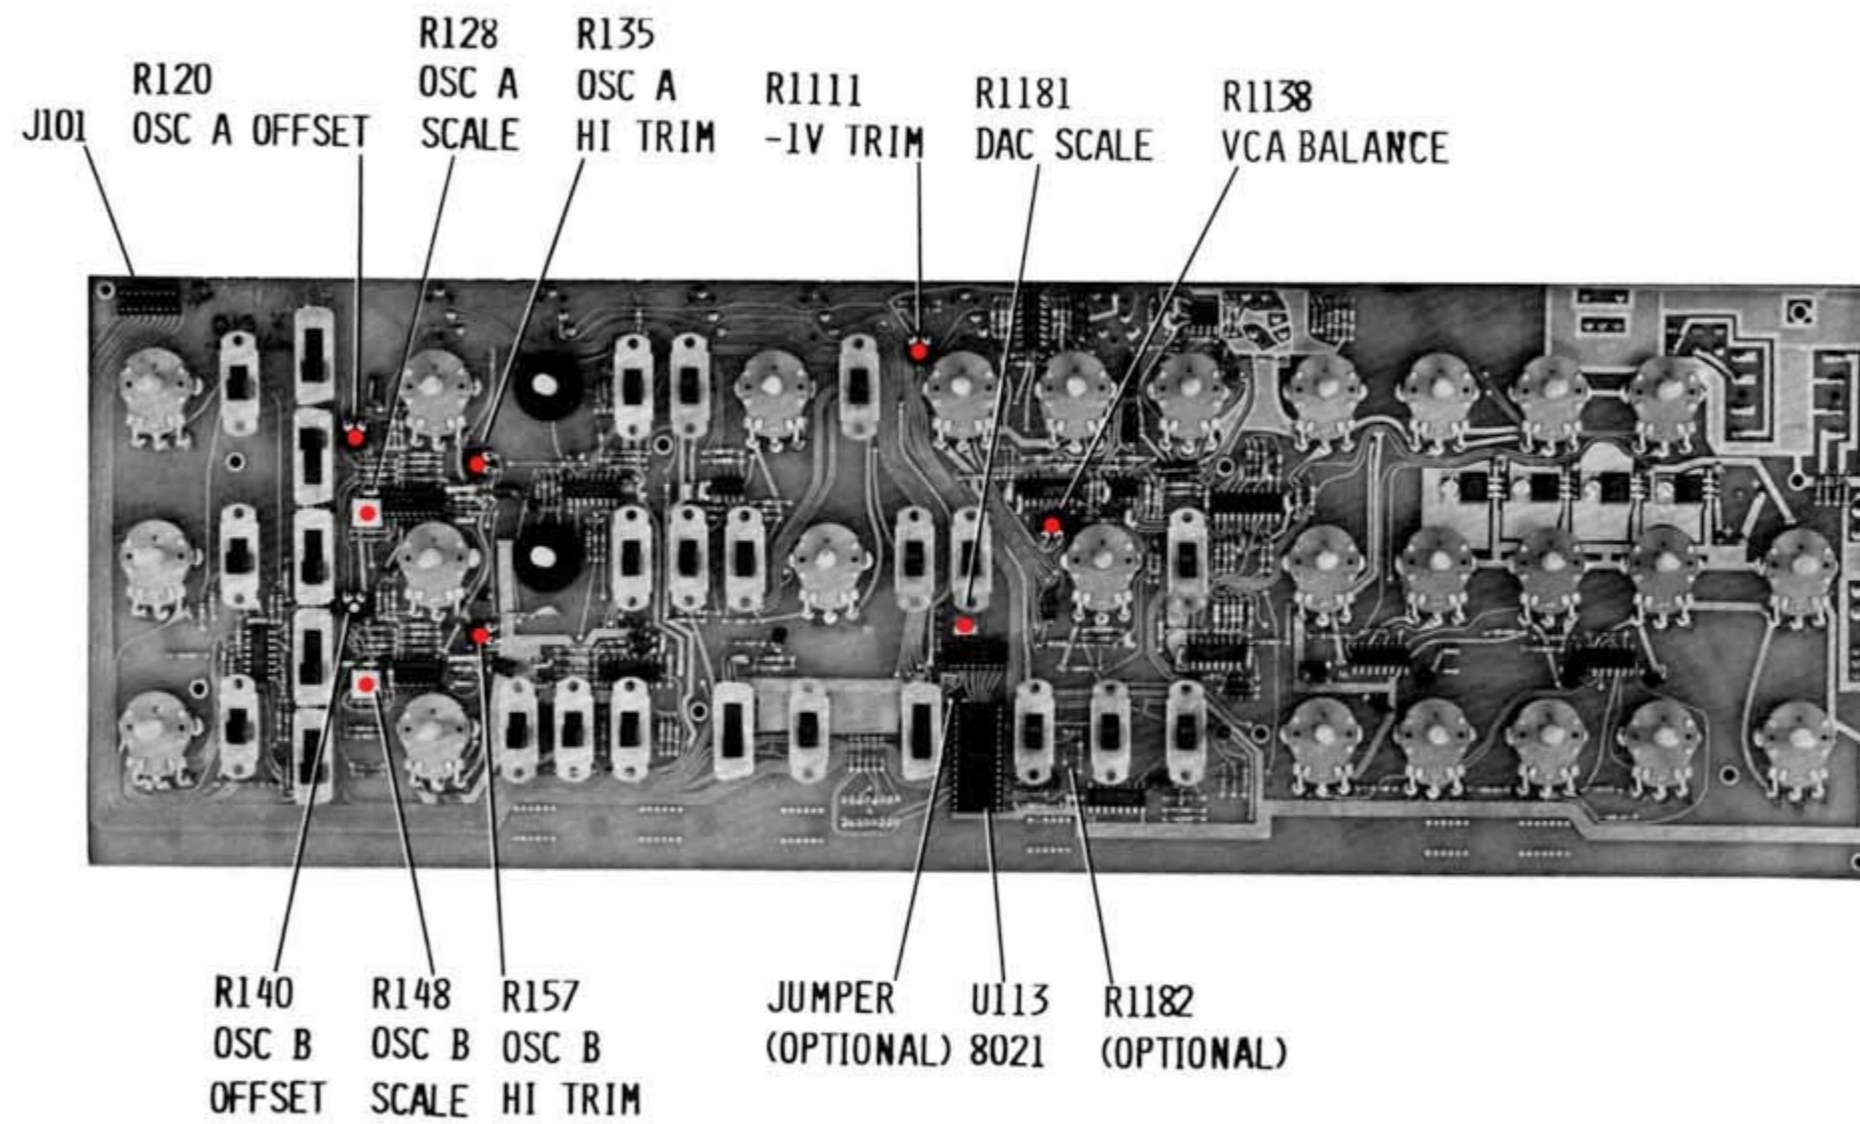 J101
R120
OSC A OFFSET
R128
OSC A
SCALE
R135
OSC A
HI TRIM
R1111
-1V TRIM
R1181
DAC SCALE
R1138
VCA BALANCE
R140
OSC B
OFFSET
R148
OSC B
SCALE
R157
OSC B
HI TRIM
JUMPER
(OPTIONAL)
U113
8021
R1182
(OPTIONAL)